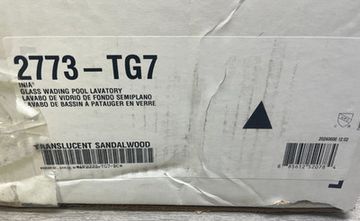 2773-TG7
INIA®
GLASS WADING POOL LAVATORY
LAVABO DE VIDRIO DE FONDO SEMIPLANO
LAVABO DE BASSIN À PATAUGER EN VERRE
TRANSLUCENT SANDALWOOD